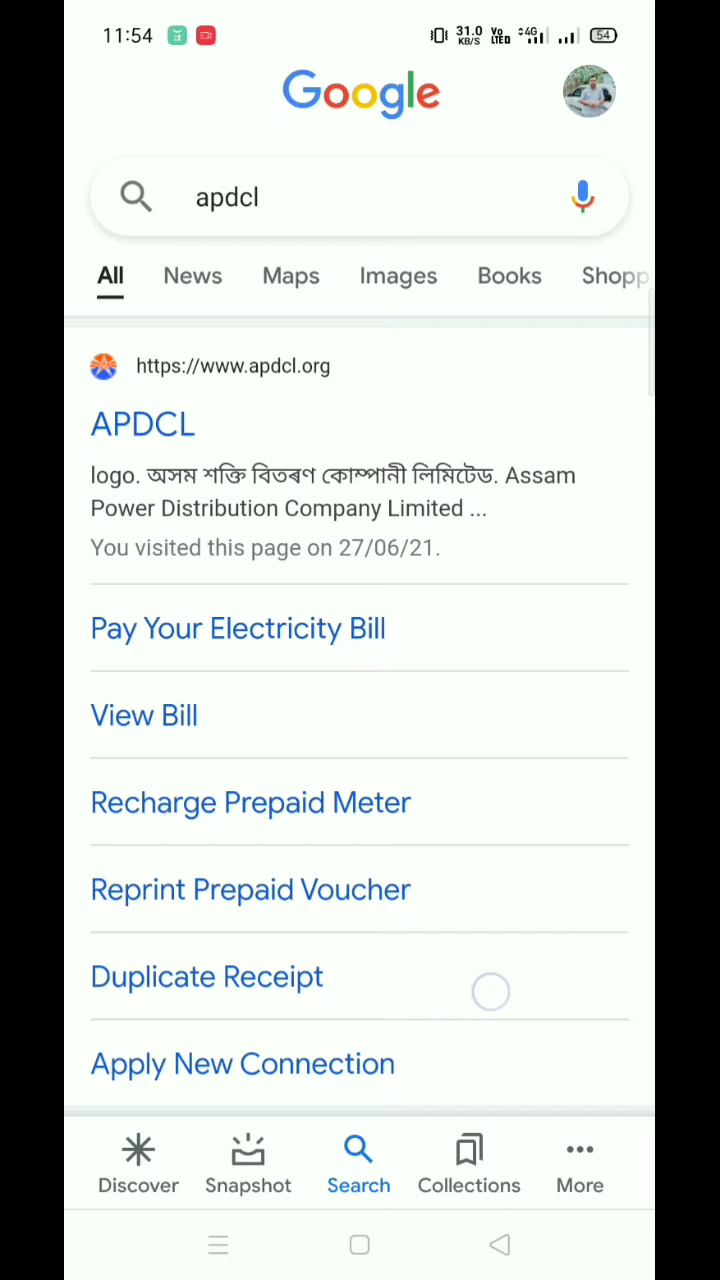 11:54
31.0
KB/S
Vo
LTE
4G
54
Google
apdcl
All News Maps Images Books Shopp
https://www.apdcl.org
APDCL
logo. অসম শক্তি বিতৰণ কোম্পানী লিমিটেড. Assam
Power Distribution Company Limited ...
You visited this page on 27/06/21.
Pay Your Electricity Bill
View Bill
Recharge Prepaid Meter
Reprint Prepaid Voucher
Duplicate Receipt
Apply New Connection
Discover Snapshot Search Collections More